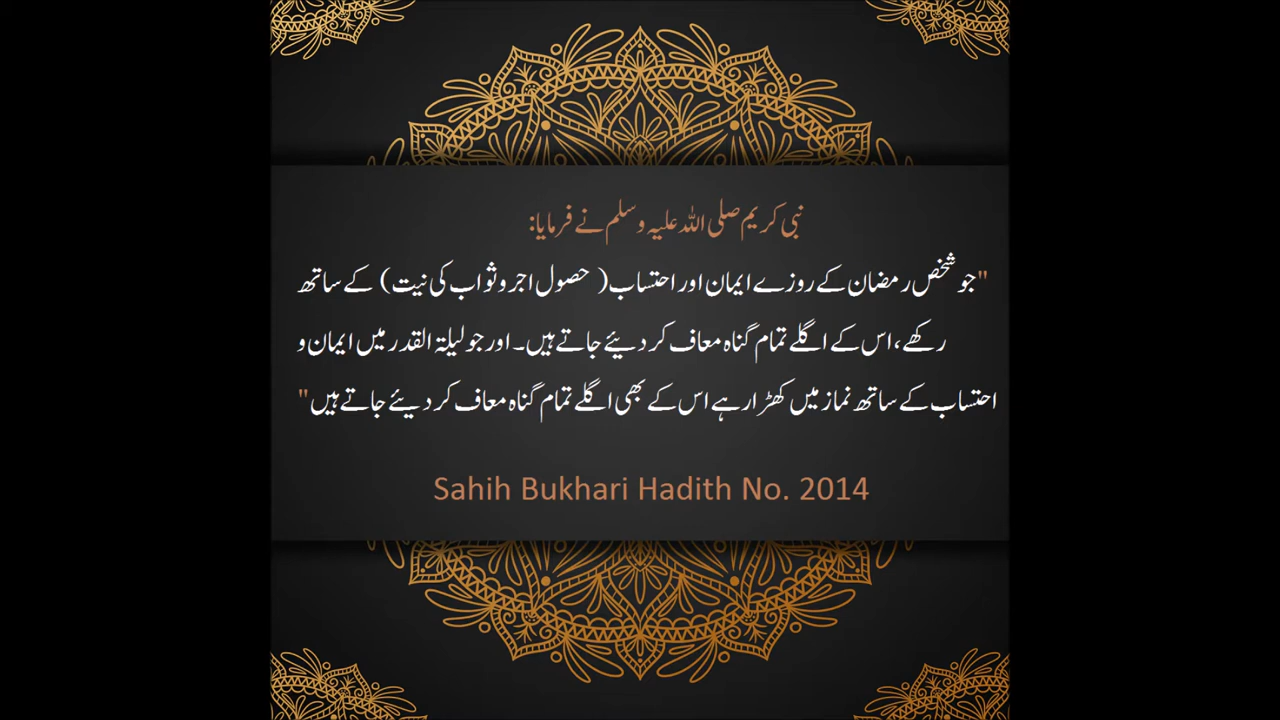 نبی کریم صلی اللہ علیہ وسلم نے فرمایا:
"جو شخص رمضان کے روزے ایمان اور احتساب( حصول اجر و ثواب کی نیت) کے ساتھ
رکھے، اس کے اگلے تمام گناہ معاف کر دیئے جاتے ہیں۔ اور جو لیلۃ القدر میں ایمان و
احتساب کے ساتھ نماز میں کھڑا رہے اس کے بھی اگلے تمام گناہ معاف کر دیئے جاتے ہیں"
Sahih Bukhari Hadith No. 2014